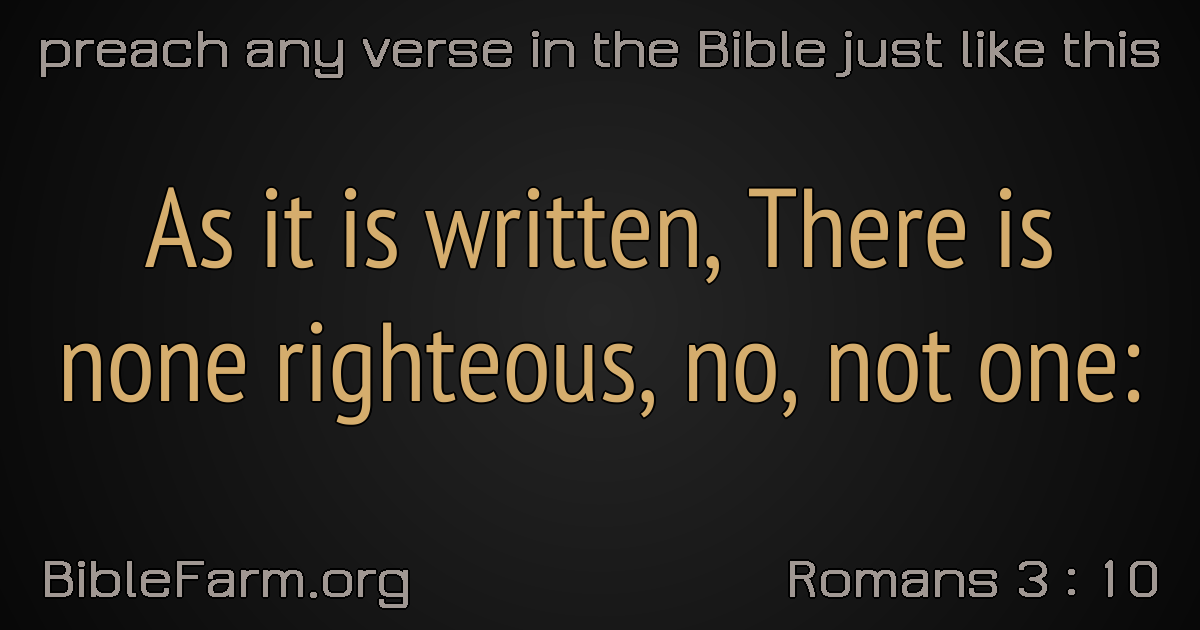 preach any verse in the Bible just like this
As it is written, There is
none righteous, no, not one:
BibleFarm.org
Romans 3 : 10